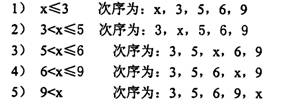 1） x≤3 次序为：x，3，5，6，9
2） 3<x≤5 次序为：3，x，5，6，9
3） 5<x≤6 次序为：3，5，x，6，9
4） 6<x≤9 次序为：3，5，6，x，9
5） 9<x 次序为：3，5，6，9，x